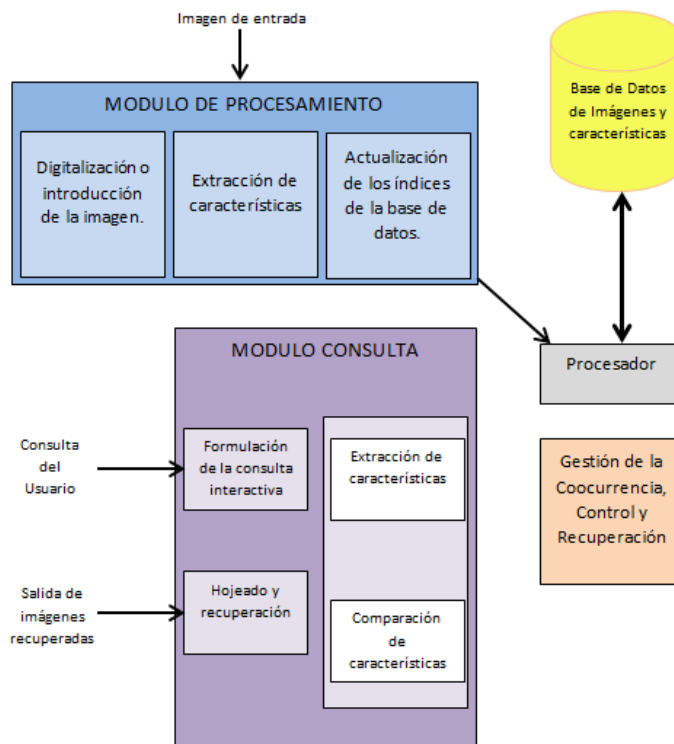 Imagen de entrada
MODULO DE PROCESAMIENTO
Digitalización o
introducción
de la imagen.
Extracción de
características
Actualización
de los índices
de la base de
datos.
Base de Datos
de Imágenes y
características
Procesador
Gestión de la
Coocurrencia,
Control y
Recuperación
MODULO CONSULTA
Consulta
del
Usuario
Formulación
de la consulta
interactiva
Extracción de
características
Salida de
imágenes
recuperadas
Hojeado y
recuperación
Comparación
de
características